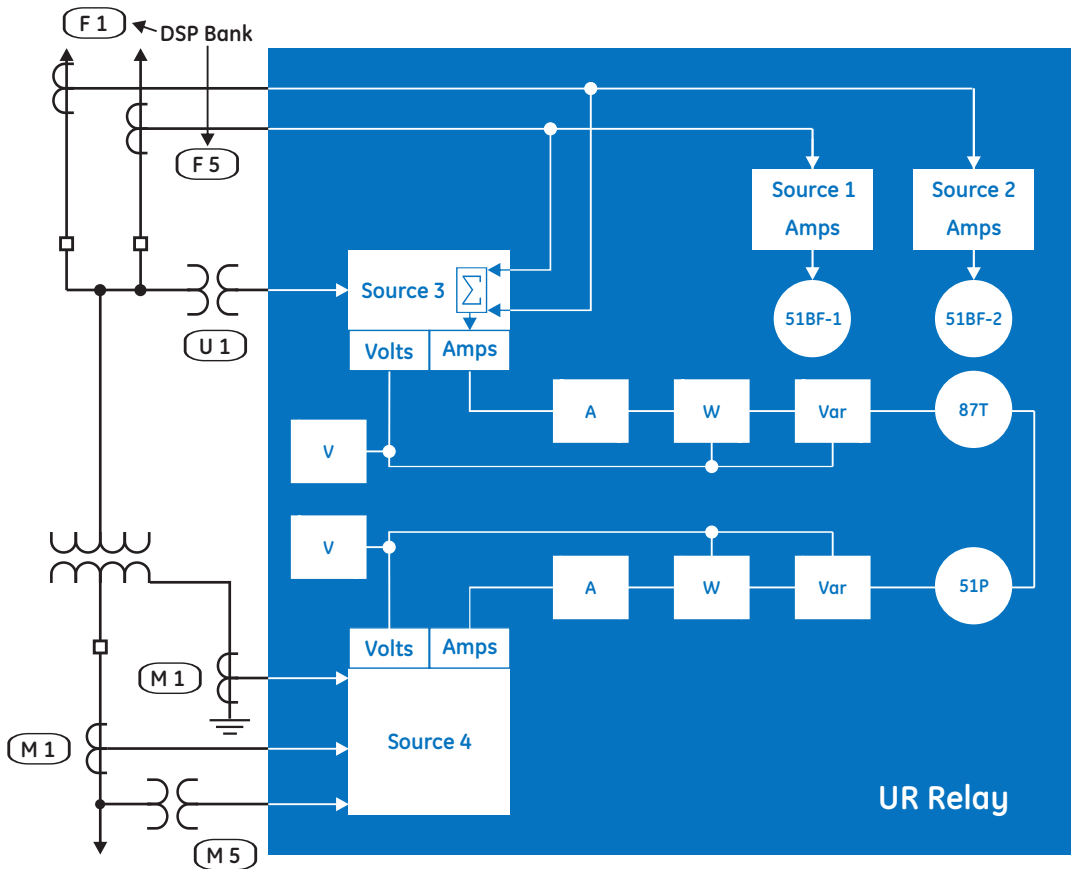 F 1
DSP Bank
F 5
Source 1
Amps
Source 2
Amps
Source 3
Σ
U 1
Volts
Amps
51BF-1
51BF-2
A
W
Var
87T
V
V
A
W
Var
51P
Volts
Amps
M 1
Source 4
M 1
UR Relay
M 5